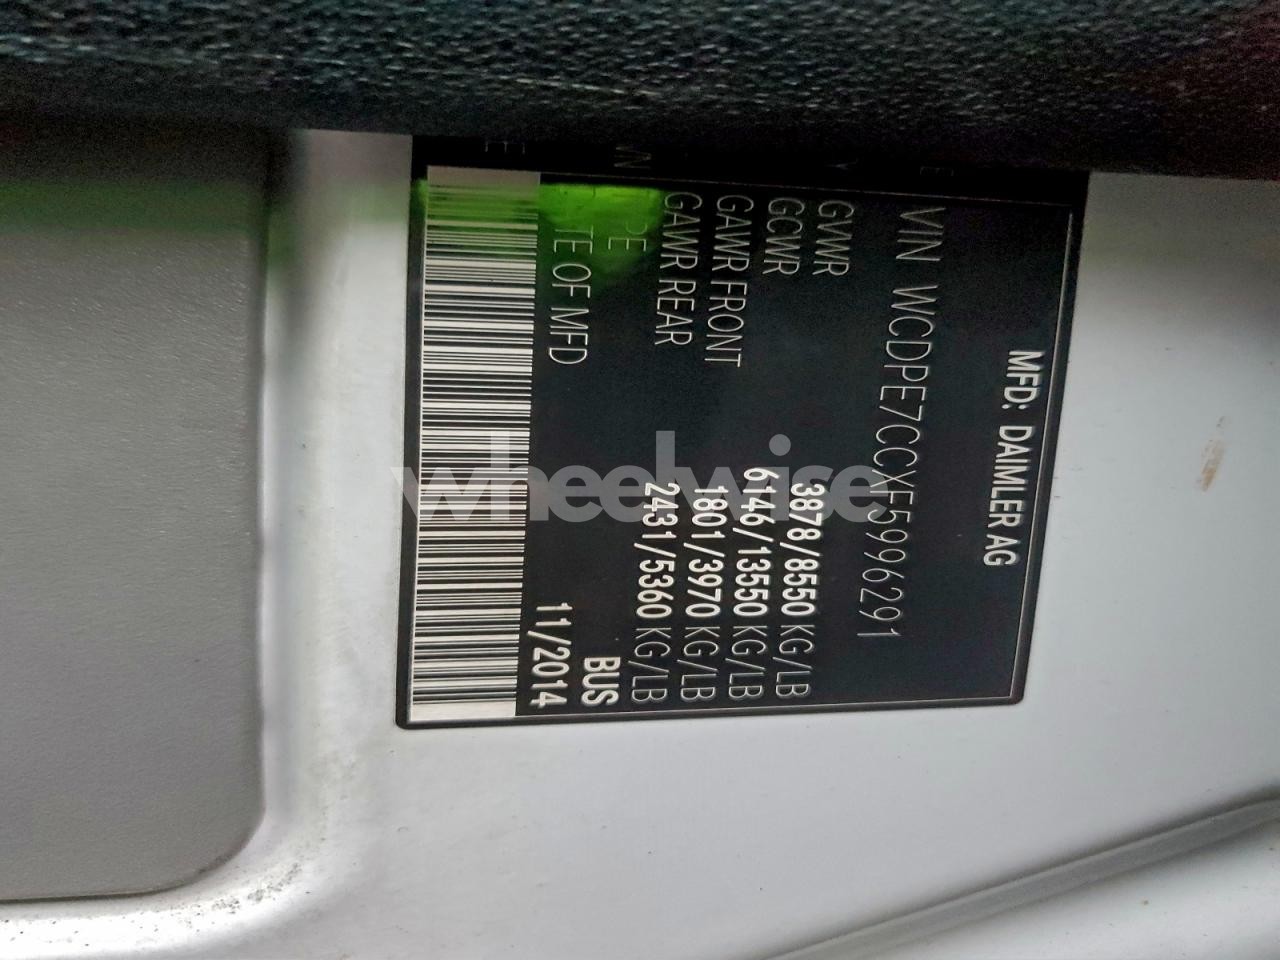 MFD: DAIMLER AG
VIN WCDPE7CCXF5996291
GVWR 3878/8550 KG/LB
GCWR 6146/13550 KG/LB
GAWR FRONT 1801/3970 KG/LB
GAWR REAR 2431/5360 KG/LB
BUS
TE OF MFD 11/2014
wheelwise